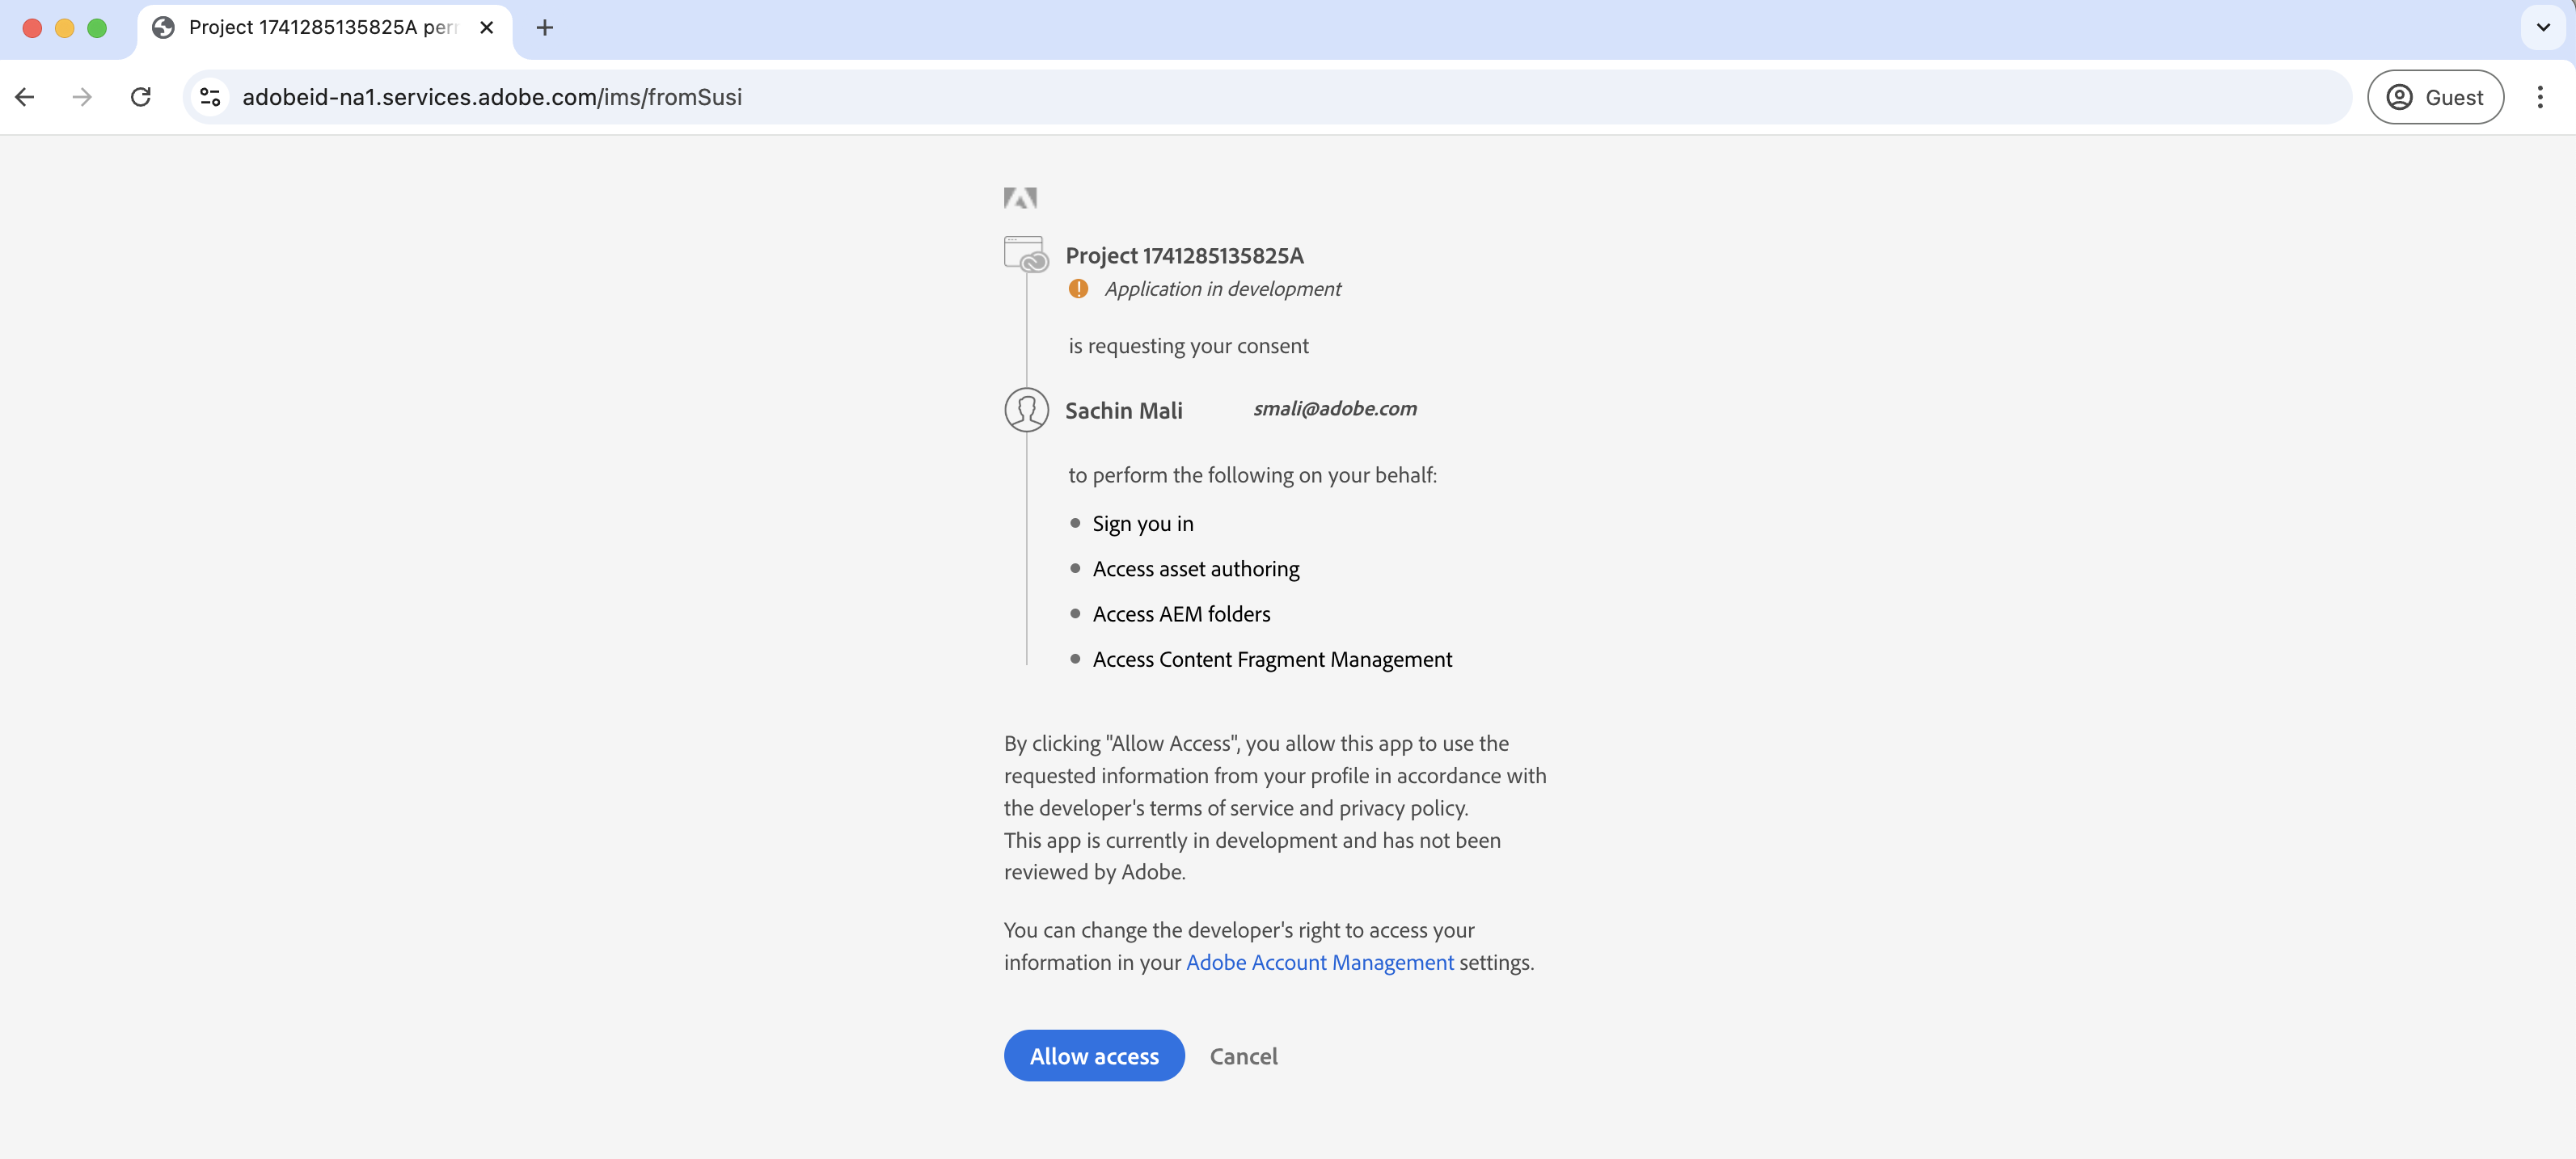 Project 1741285135825A
adobeid-na1.services.adobe.com/ims/fromSusi
Guest
Project 1741285135825A
Application in development
is requesting your consent
Sachin Mali smali@adobe.com
to perform the following on your behalf:
Sign you in
Access asset authoring
Access AEM folders
Access Content Fragment Management
By clicking "Allow Access", you allow this app to use the
requested information from your profile in accordance with
the developer's terms of service and privacy policy.
This app is currently in development and has not been
reviewed by Adobe.
You can change the developer's right to access your
information in your Adobe Account Management settings.
Allow access Cancel